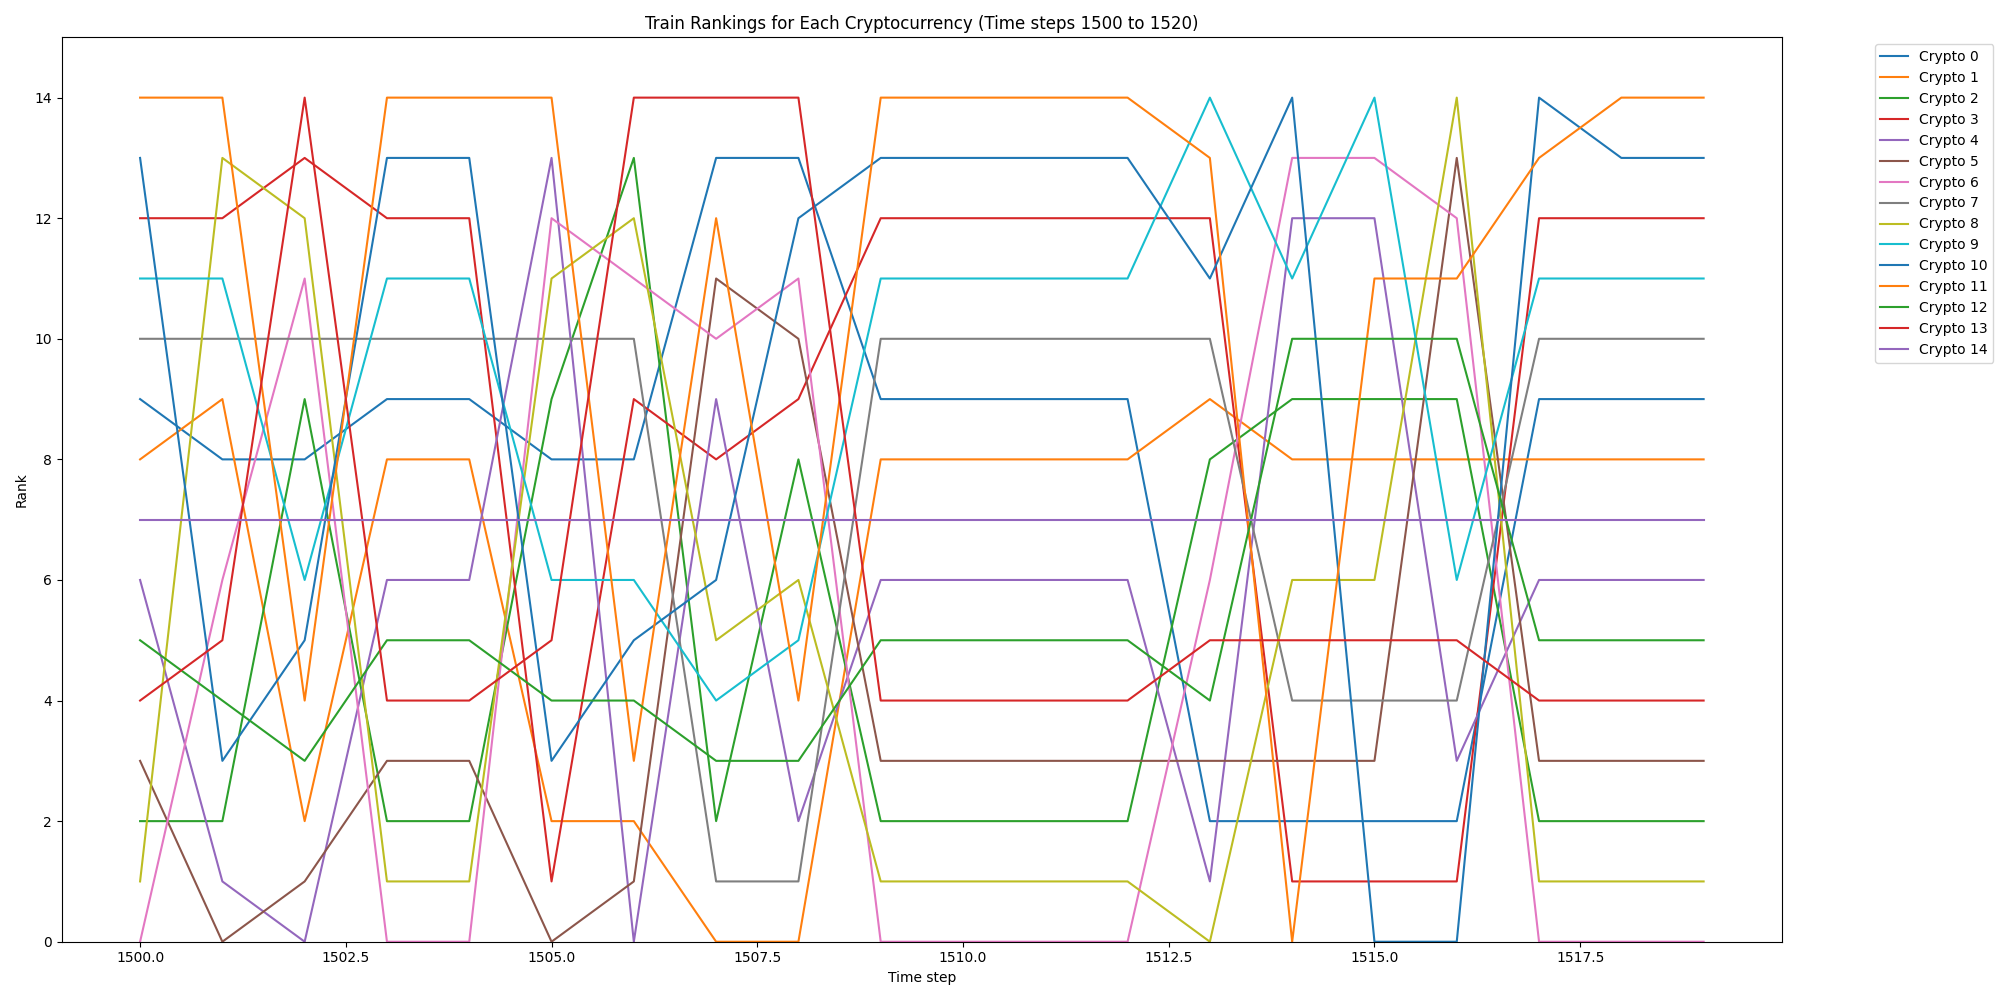 Train Rankings for Each Cryptocurrency (Time steps 1500 to 1520)
Rank
14
12
10
8
6
4
2
0
1500.0 1502.5 1505.0 1507.5 1510.0 1512.5 1515.0 1517.5
Time step
Crypto 0
Crypto 1
Crypto 2
Crypto 3
Crypto 4
Crypto 5
Crypto 6
Crypto 7
Crypto 8
Crypto 9
Crypto 10
Crypto 11
Crypto 12
Crypto 13
Crypto 14